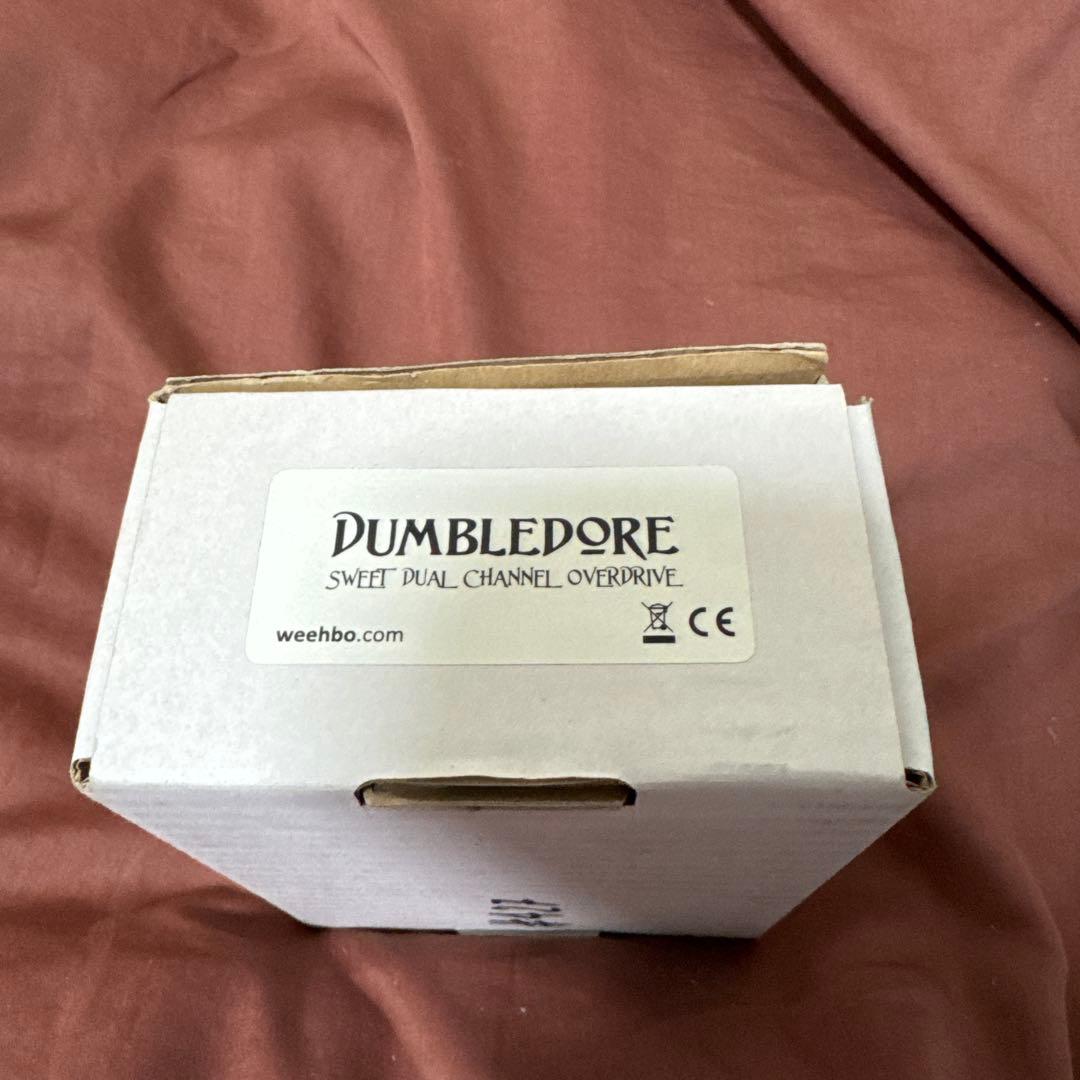 DUMBLEDORE
SWEET DUAL CHANNEL OVERDRIVE
weehbo.com
CE